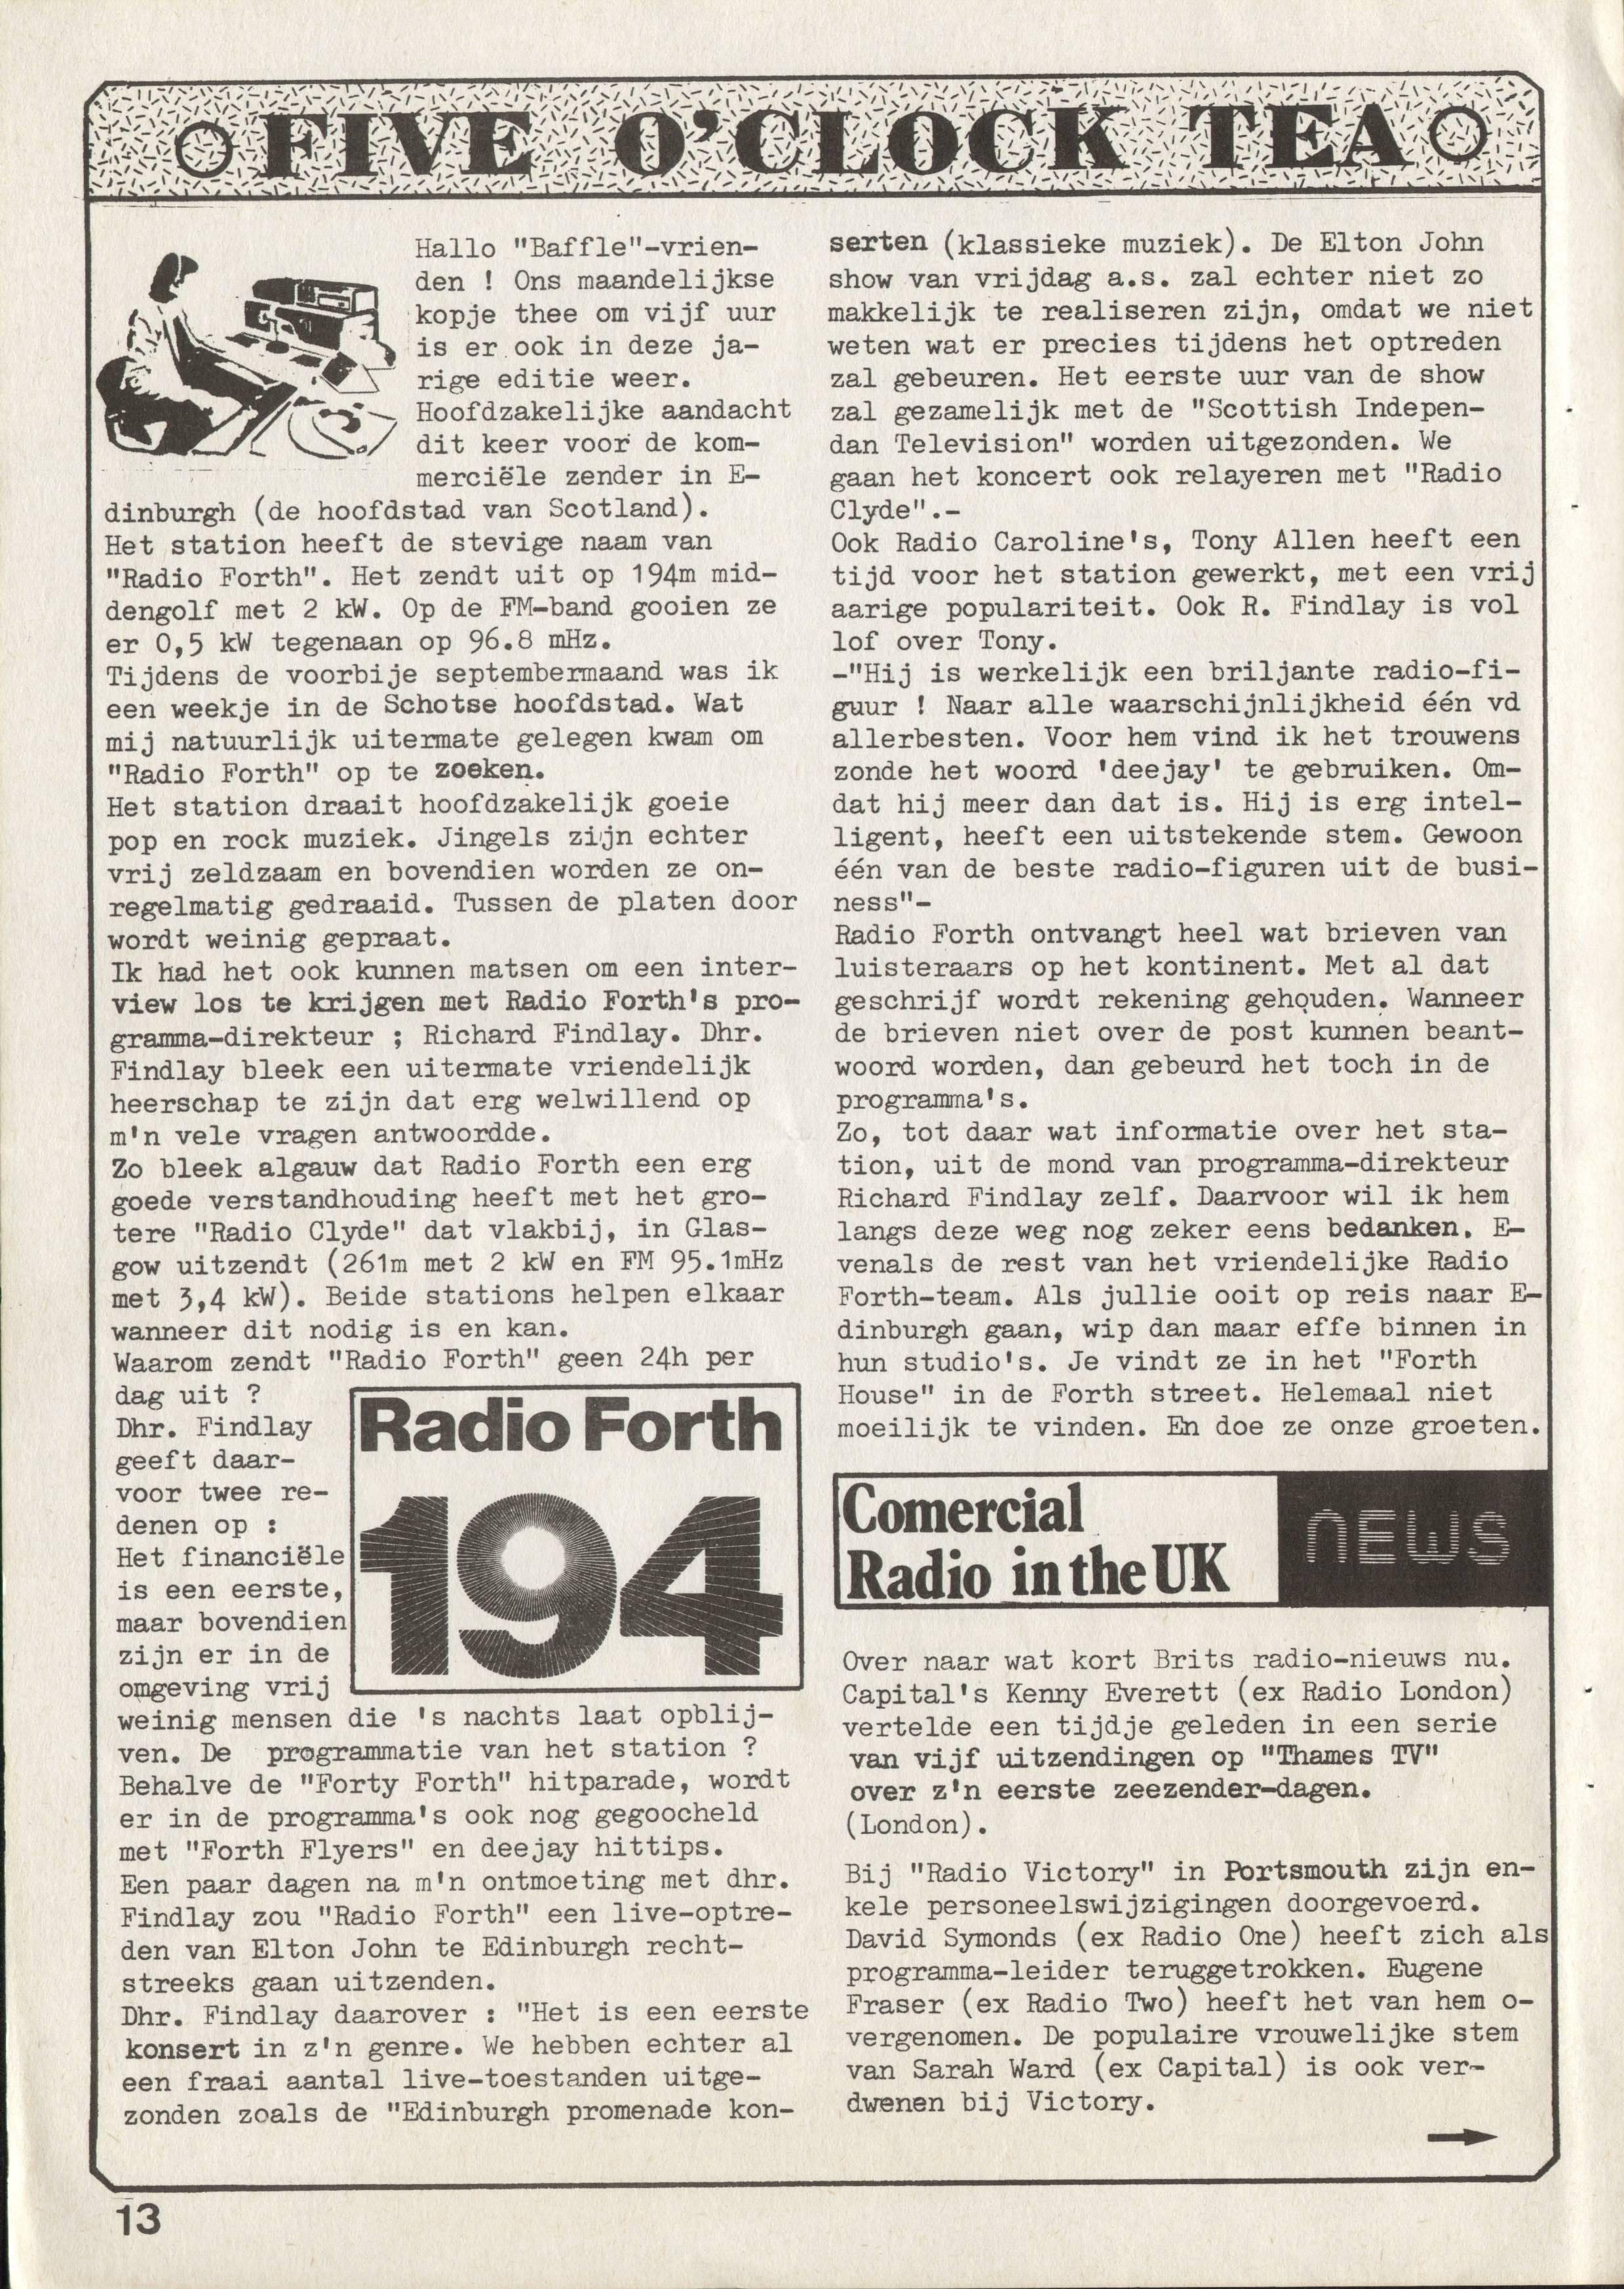 FIVE O'CLOCK TEA
Hallo "Baffle"-vrien-
den ! Ons maandelijkse
kopje thee om vijf uur
is er ook in deze ja-
rige editie weer.
Hoofdzakelijke aandacht
dit keer voor de kom-
merciële zender in E-
dinburgh (de hoofdstad van Scotland).
Het station heeft de stevige naam van
"Radio Forth". Het zendt uit op 194m mid-
dengolf met 2 kW. Op de FM-band gooien ze
er 0,5 kW tegenaan op 96.8 mHz.
Tijdens de voorbije septembermaand was ik
een weekje in de Schotse hoofdstad. Wat
mij natuurlijk uitermate gelegen kwam om
"Radio Forth" op te zoeken.
Het station draait hoofdzakelijk goeie
pop en rock muziek. Jingels zijn echter
vrij zeldzaam en bovendien worden ze on-
regelmatig gedraaid. Tussen de platen door
wordt weinig gepraat.
Ik had het ook kunnen matsen om een inter-
view los te krijgen met Radio Forth's pro-
gramma-direkteur ; Richard Findlay. Dhr.
Findlay bleek een uitermate vriendelijk
heerschap te zijn dat erg welwillend op
m'n vele vragen antwoordde.
Zo bleek algauw dat Radio Forth een erg
goede verstandhouding heeft met het gro-
tere "Radio Clyde" dat vlakbij, in Glas-
gow uitzendt (261m met 2 kW en FM 95.1mHz
met 3,4 kW). Beide stations helpen elkaar
wanneer dit nodig is en kan.
Waarom zendt "Radio Forth" geen 24h per
dag uit ?
Dhr. Findlay
geeft daar-
voor twee re-
denen op :
Het financiële
is een eerste,
maar bovendien
zijn er in de
omgeving vrij
weinig mensen die 's nachts laat opblij-
ven. De programmatie van het station ?
Behalve de "Forty Forth" hitparade, wordt
er in de programma's ook nog gegoocheld
met "Forth Flyers" en deejay hittips.
Een paar dagen na m'n ontmoeting met dhr.
Findlay zou "Radio Forth" een live-optre-
den van Elton John te Edinburgh recht-
streeks gaan uitzenden.
Dhr. Findlay daarover : "Het is een eerste
konsert in z'n genre. We hebben echter al
een fraai aantal live-toestanden uitge-
zonden zoals de "Edinburgh promenade kon-
Radio Forth
194
serten (klassieke muziek). De Elton John
show van vrijdag a.s. zal echter niet zo
makkelijk te realiseren zijn, omdat we niet
weten wat er precies tijdens het optreden
zal gebeuren. Het eerste uur van de show
zal gezamelijk met de "Scottish Indepen-
dan Television" worden uitgezonden. We
gaan het koncert ook relayeren met "Radio
Clyde".-
Ook Radio Caroline's, Tony Allen heeft een
tijd voor het station gewerkt, met een vrij
aarige populariteit. Ook R. Findlay is vol
lof over Tony.
-"Hij is werkelijk een briljante radio-fi-
guur ! Naar alle waarschijnlijkheid één vd
allerbesten. Voor hem vind ik het trouwens
zonde het woord 'deejay' te gebruiken. Om-
dat hij meer dan dat is. Hij is erg intel-
ligent, heeft een uitstekende stem. Gewoon
één van de beste radio-figuren uit de busi-
ness"-
Radio Forth ontvangt heel wat brieven van
luisteraars op het kontinent. Met al dat
geschrijf wordt rekening gehouden. Wanneer
de brieven niet over de post kunnen beant-
woord worden, dan gebeurd het toch in de
programma's.
Zo, tot daar wat informatie over het sta-
tion, uit de mond van programma-direkteur
Richard Findlay zelf. Daarvoor wil ik hem
langs deze weg nog zeker eens bedanken. E-
venals de rest van het vriendelijke Radio
Forth-team. Als jullie ooit op reis naar E-
dinburgh gaan, wip dan maar effe binnen in
hun studio's. Je vindt ze in het "Forth
House" in de Forth street. Helemaal niet
moeilijk te vinden. En doe ze onze groeten.
Comercial
Radio in the UK
NEWS
Over naar wat kort Brits radio-nieuws nu.
Capital's Kenny Everett (ex Radio London)
vertelde een tijdje geleden in een serie
van vijf uitzendingen op "Thames TV"
over z'n eerste zeezender-dagen.
(London).
Bij "Radio Victory" in Portsmouth zijn en-
kele personeelswijzigingen doorgevoerd.
David Symonds (ex Radio One) heeft zich als
programma-leider teruggetrokken. Eugene
Fraser (ex Radio Two) heeft het van hem o-
vergenomen. De populaire vrouwelijke stem
van Sarah Ward (ex Capital) is ook ver-
dwenen bij Victory.
13